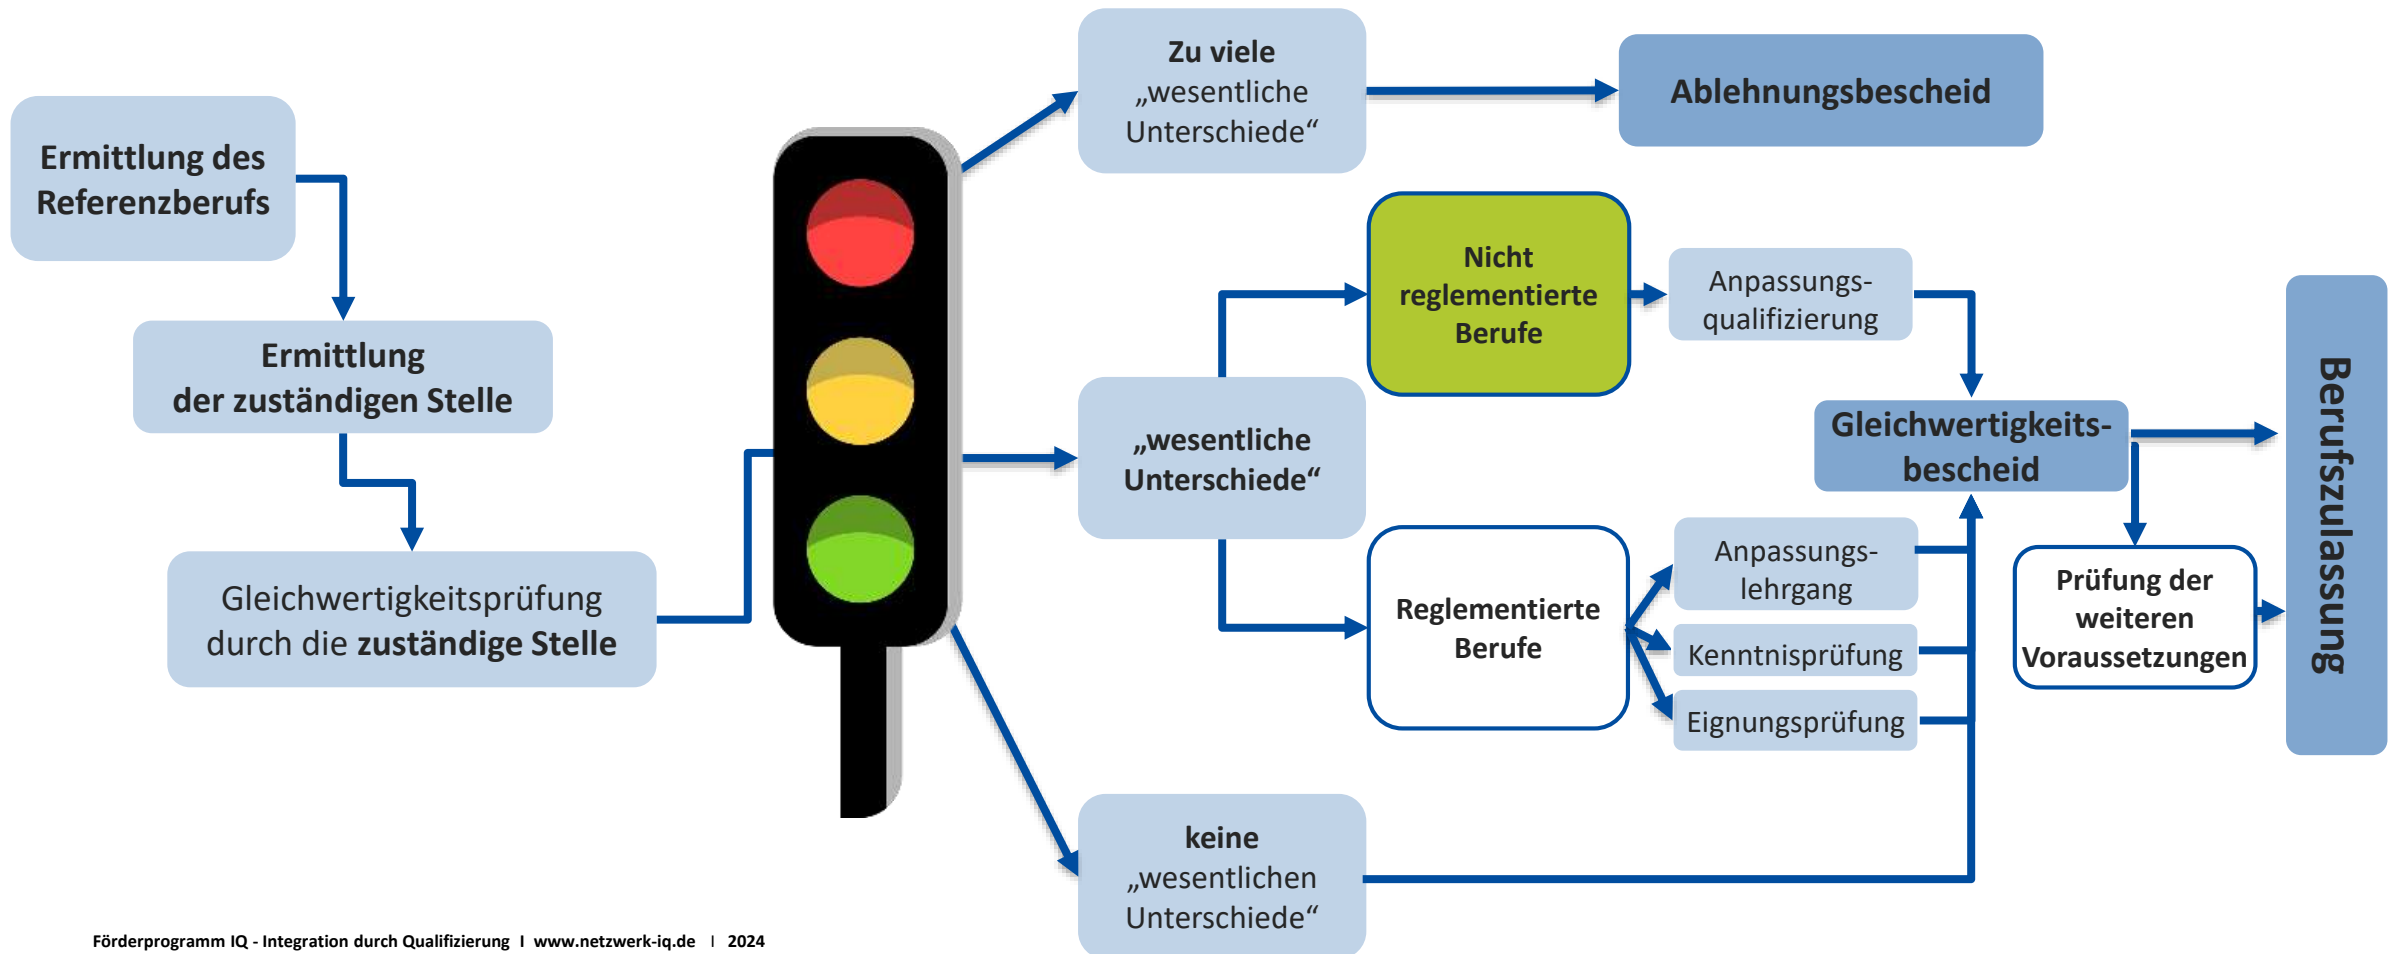 Ermittlung des
Referenzberufs
Ermittlung
der zuständigen Stelle
Gleichwertigkeitsprüfung
durch die zuständige Stelle
Zu viele
„wesentliche
Unterschiede“
Ablehnungsbescheid
„wesentliche
Unterschiede“
Nicht
reglementierte
Berufe
Anpassungs-
qualifizierung
Reglementierte
Berufe
Anpassungs-
lehrgang
Kenntnisprüfung
Eignungsprüfung
keine
„wesentlichen
Unterschiede“
Gleichwertigkeits-
bescheid
Prüfung der
weiteren
Voraussetzungen
Berufszulassung
Förderprogramm IQ - Integration durch Qualifizierung I www.netzwerk-iq.de I 2024